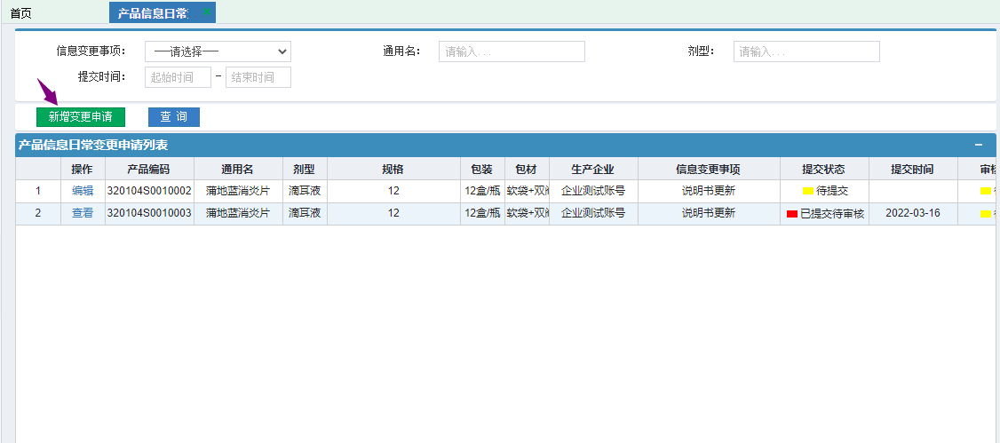 首页 产品信息日常
信息变更事项: ──请选择── 通用名: 请输入... 剂型: 请输入...
提交时间: 起始时间 - 结束时间
新增变更申请 查 询
产品信息日常变更申请列表 −
操作 产品编码 通用名 剂型 规格 包装 包材 生产企业 信息变更事项 提交状态 提交时间
1 编辑 320104S0010002 蒲地蓝消炎片 滴耳液 12 12盒/瓶 软袋+双 企业测试账号 说明书更新 待提交
2 查看 320104S0010003 蒲地蓝消炎片 滴耳液 12 12盒/瓶 软袋+双 企业测试账号 说明书更新 已提交待审核 2022-03-16